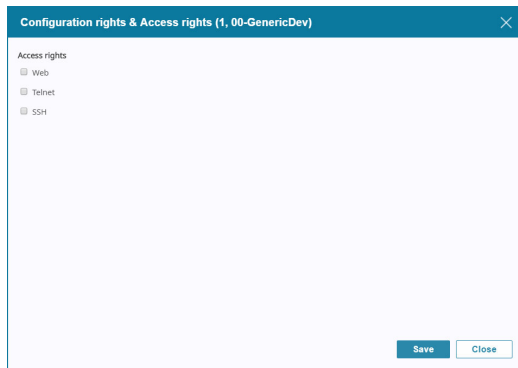 Configuration rights & Access rights (1, 00-GenericDev)
Access rights
Web
Telnet
SSH
Save Close